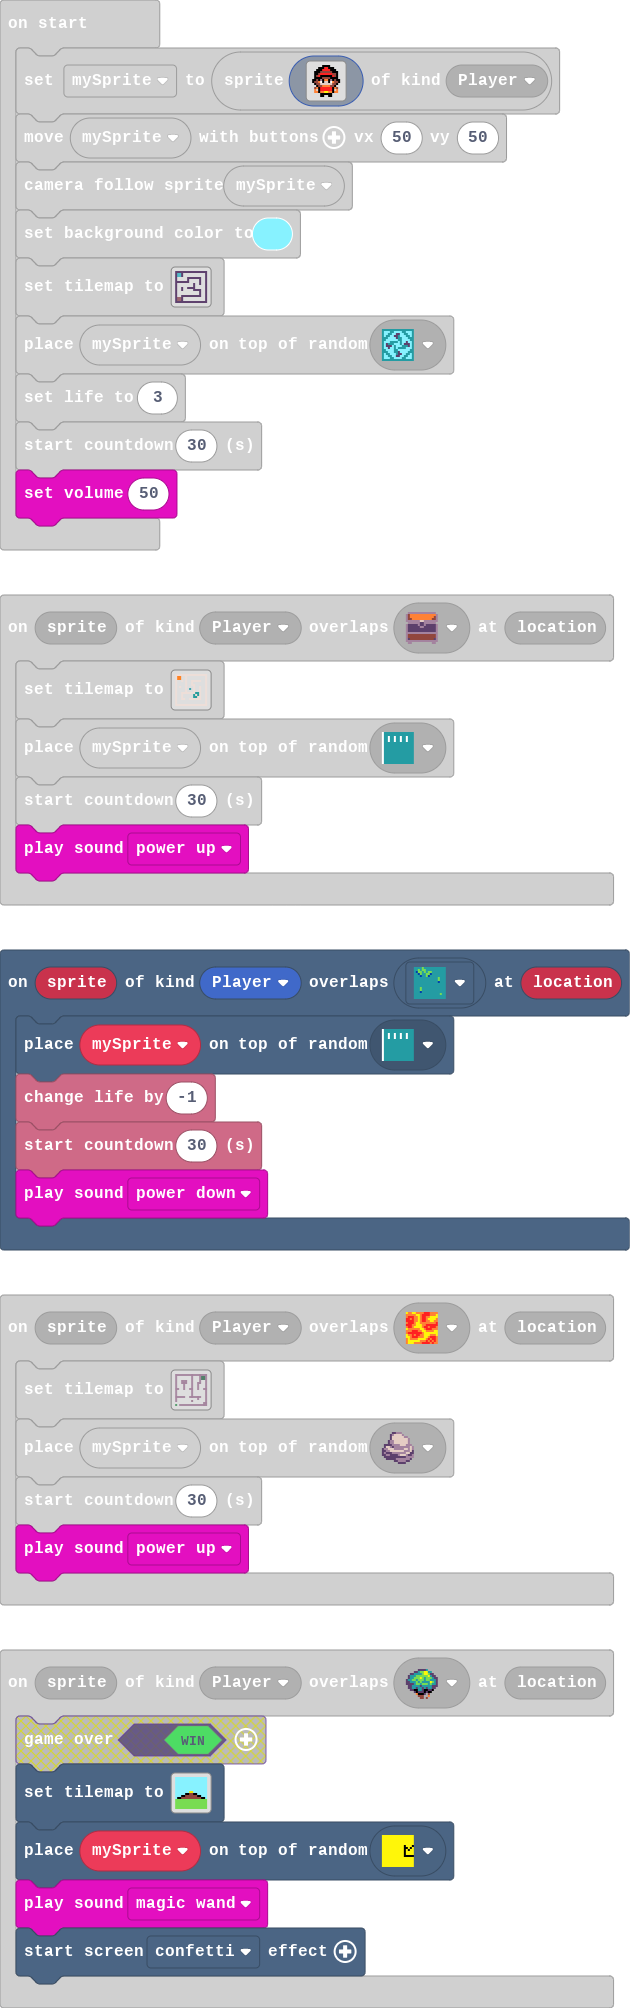 on start
set mySprite to sprite of kind Player
move mySprite with buttons vx 50 vy 50
camera follow sprite mySprite
set background color to
set tilemap to
place mySprite on top of random
set life to 3
start countdown 30 (s)
set volume 50
on sprite of kind Player overlaps at location
set tilemap to
place mySprite on top of random
start countdown 30 (s)
play sound power up
on sprite of kind Player overlaps at location
place mySprite on top of random
change life by -1
start countdown 30 (s)
play sound power down
on sprite of kind Player overlaps at location
set tilemap to
place mySprite on top of random
start countdown 30 (s)
play sound power up
on sprite of kind Player overlaps at location
game over WIN
set tilemap to
place mySprite on top of random
play sound magic wand
start screen confetti effect